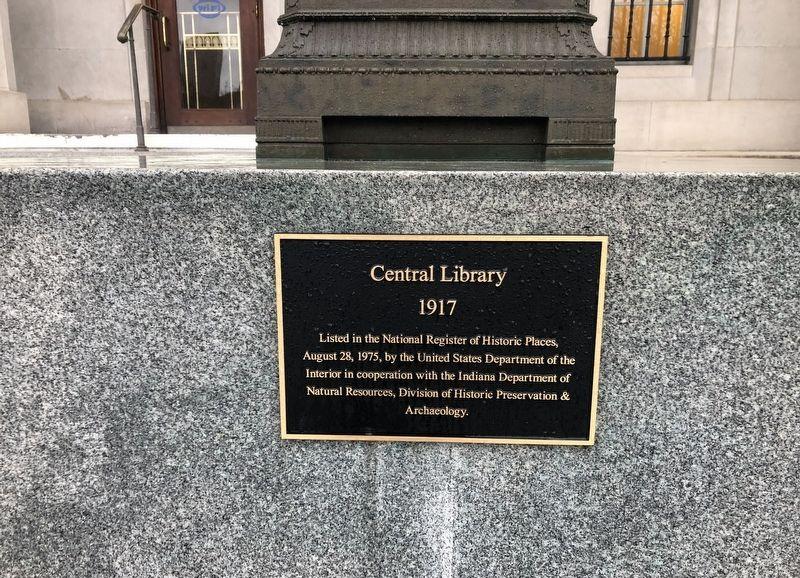 WiFi
Central Library
1917
Listed in the National Register of Historic Places,
August 28, 1975, by the United States Department of the
Interior in cooperation with the Indiana Department of
Natural Resources, Division of Historic Preservation &
Archaeology.